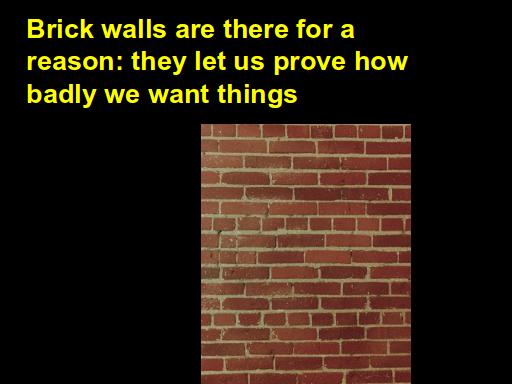 Brick walls are there for a
reason: they let us prove how
badly we want things